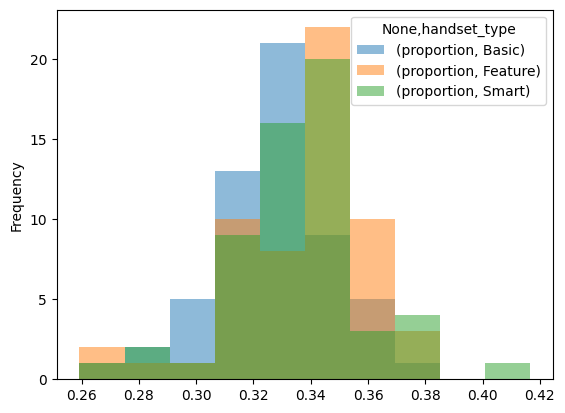 None,handset_type
(proportion, Basic)
(proportion, Feature)
(proportion, Smart)
Frequency
20
15
10
5
0
0.26 0.28 0.30 0.32 0.34 0.36 0.38 0.40 0.42